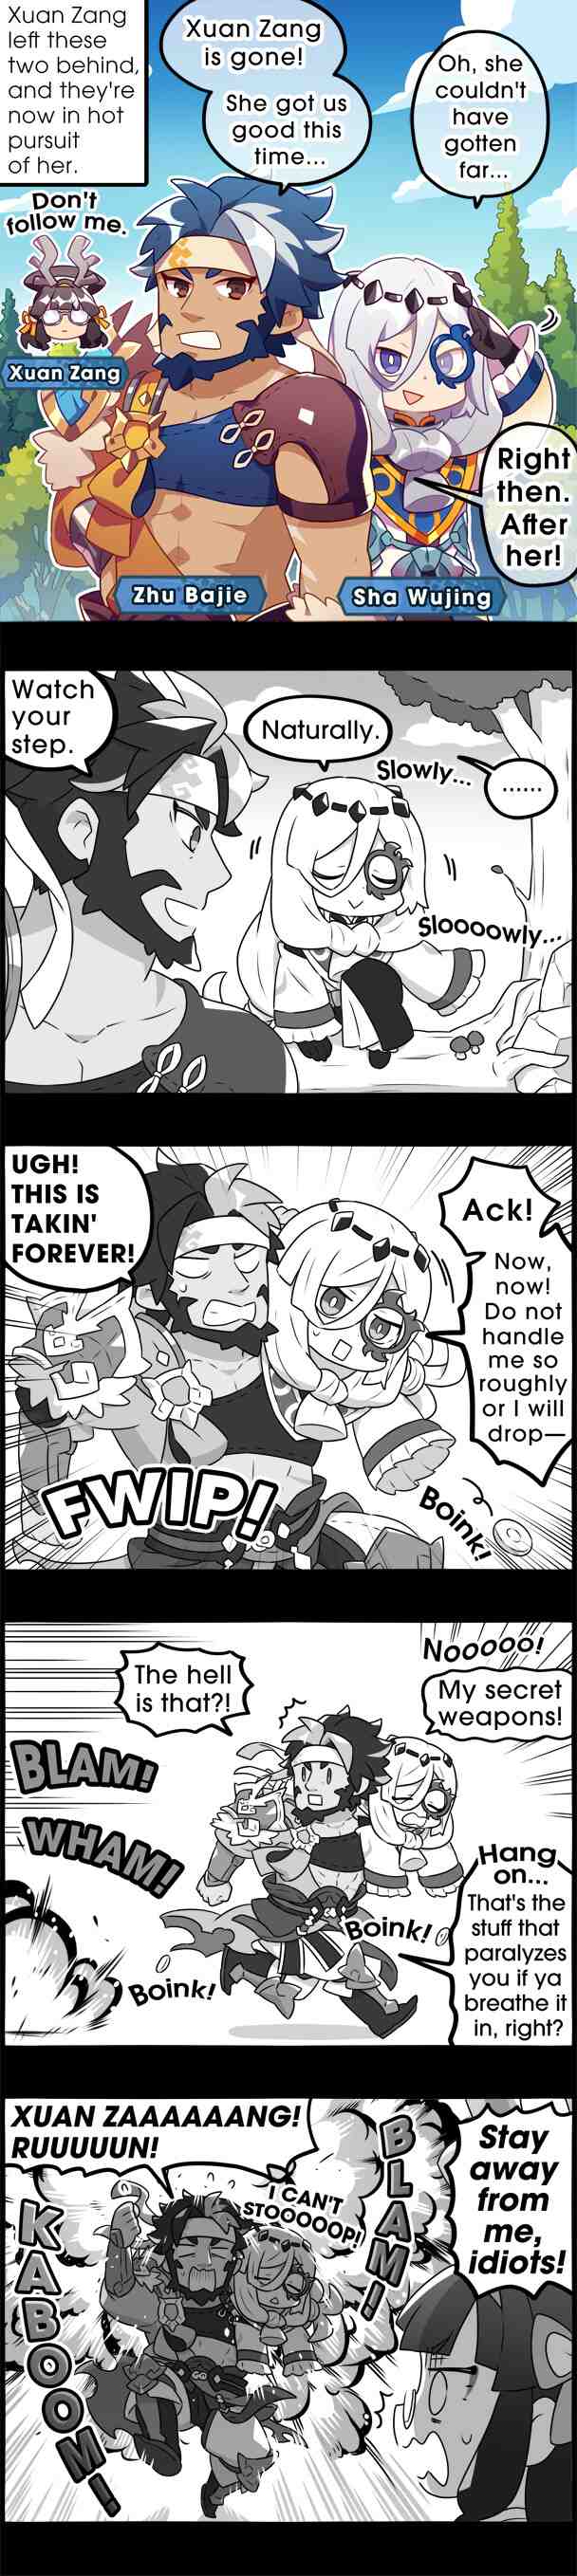 Xuan Zang
left these
two behind,
and they're
now in hot
pursuit
of her.
Xuan Zang
is gone!
She got us
good this
time...
Oh, she
couldn't
have
gotten
far...
Don't
follow me.
Xuan Zang
Right
then.
After
her!
Zhu Bajie
Sha Wujing
Watch
your
step.
Naturally.
Slowly...
......
Sloooowly...
UGH!
THIS IS
TAKIN'
FOREVER!
Ack!
Now,
now!
Do not
handle
me so
roughly
or I will
drop—
FWIP!
Boink!
The hell
is that?!
Nooooo!
My secret
weapons!
BLAM!
WHAM!
Hang
on...
That's the
stuff that
paralyzes
you if ya
breathe it
in, right?
Boink!
Boink!
XUAN ZAAAAAANG!
RUUUUUN!
BLAM!
Stay
away
from
me,
idiots!
I CAN'T
STOOOOOP!
KABOOM!